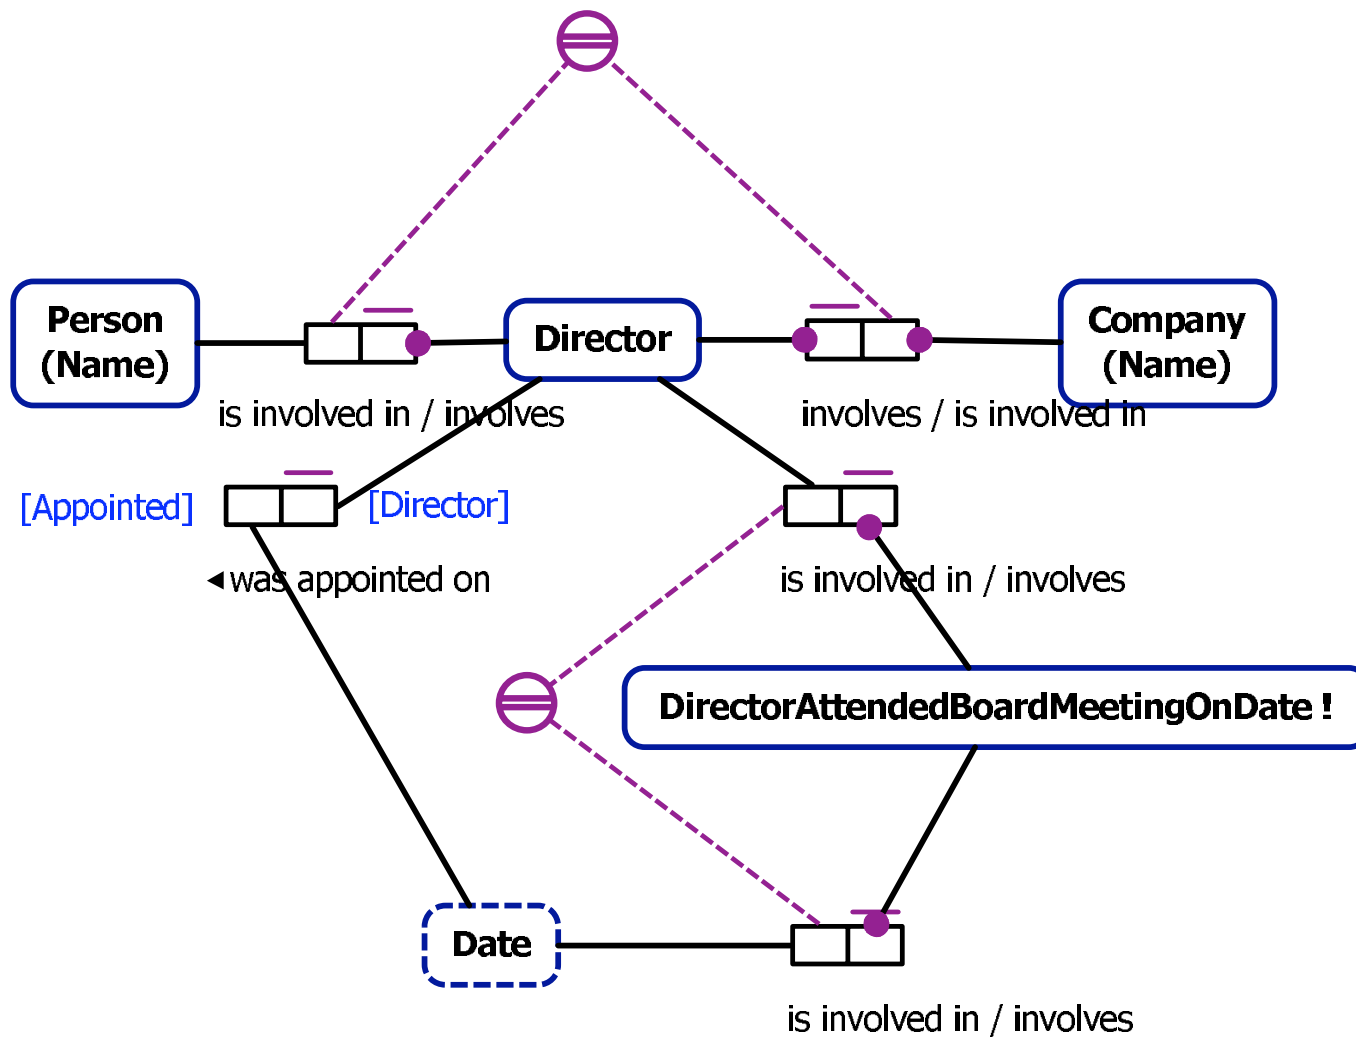 Person
(Name)
Director
Company
(Name)
is involved in / involves
involves / is involved in
[Appointed]
[Director]
◄ was appointed on
is involved in / involves
DirectorAttendedBoardMeetingOnDate !
Date
is involved in / involves